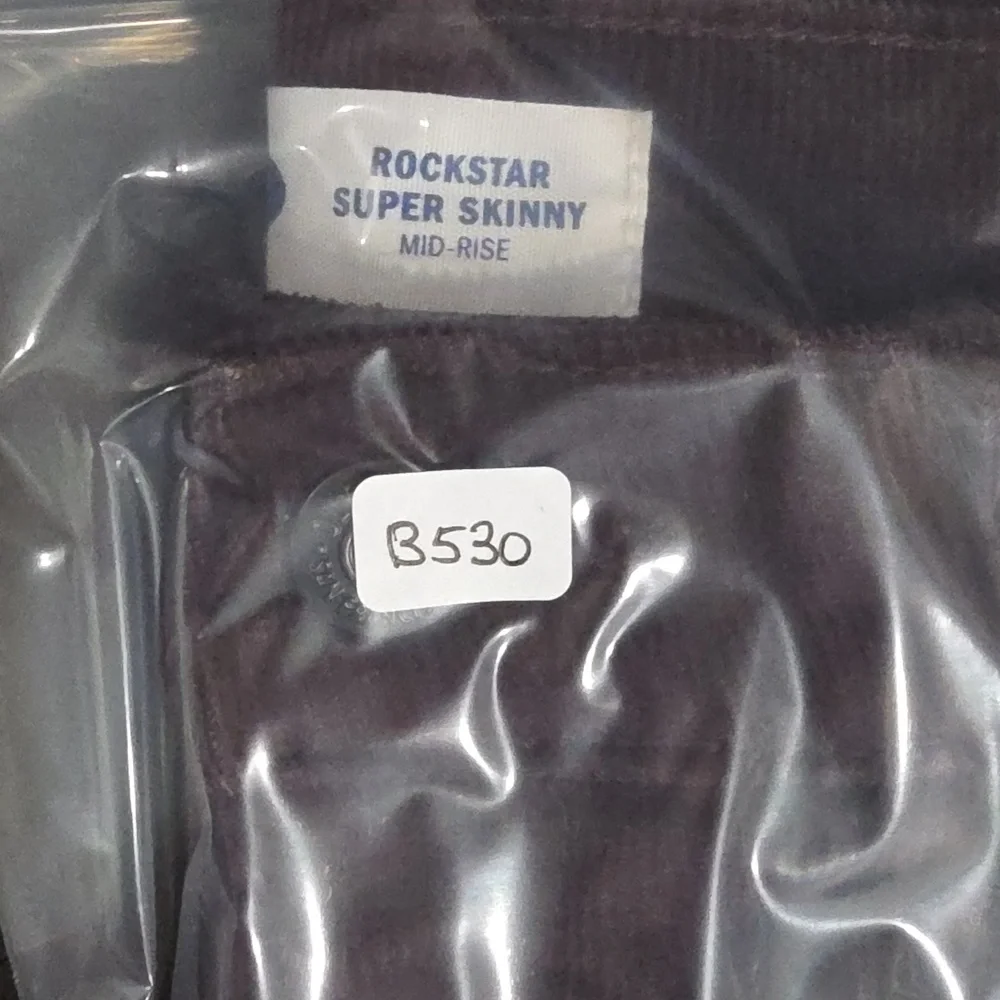 ROCKSTAR
SUPER SKINNY
MID-RISE
B530